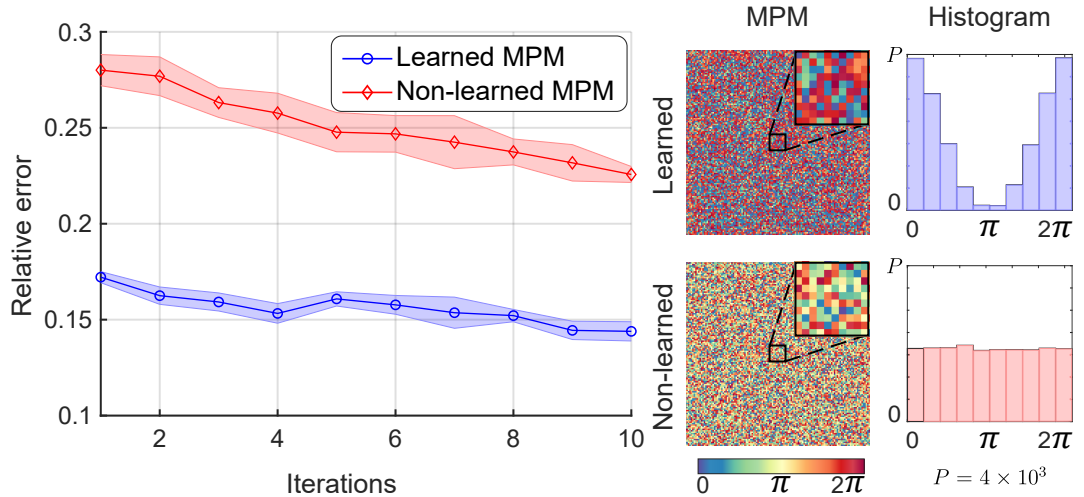 0.3
0.25
0.2
0.15
0.1
Relative error
2
4
6
8
10
Iterations
Learned MPM
Non-learned MPM
MPM
Histogram
Learned
P
0
0
π
2π
Non-learned
P
0
0
π
2π
0
π
2π
P = 4 × 10³